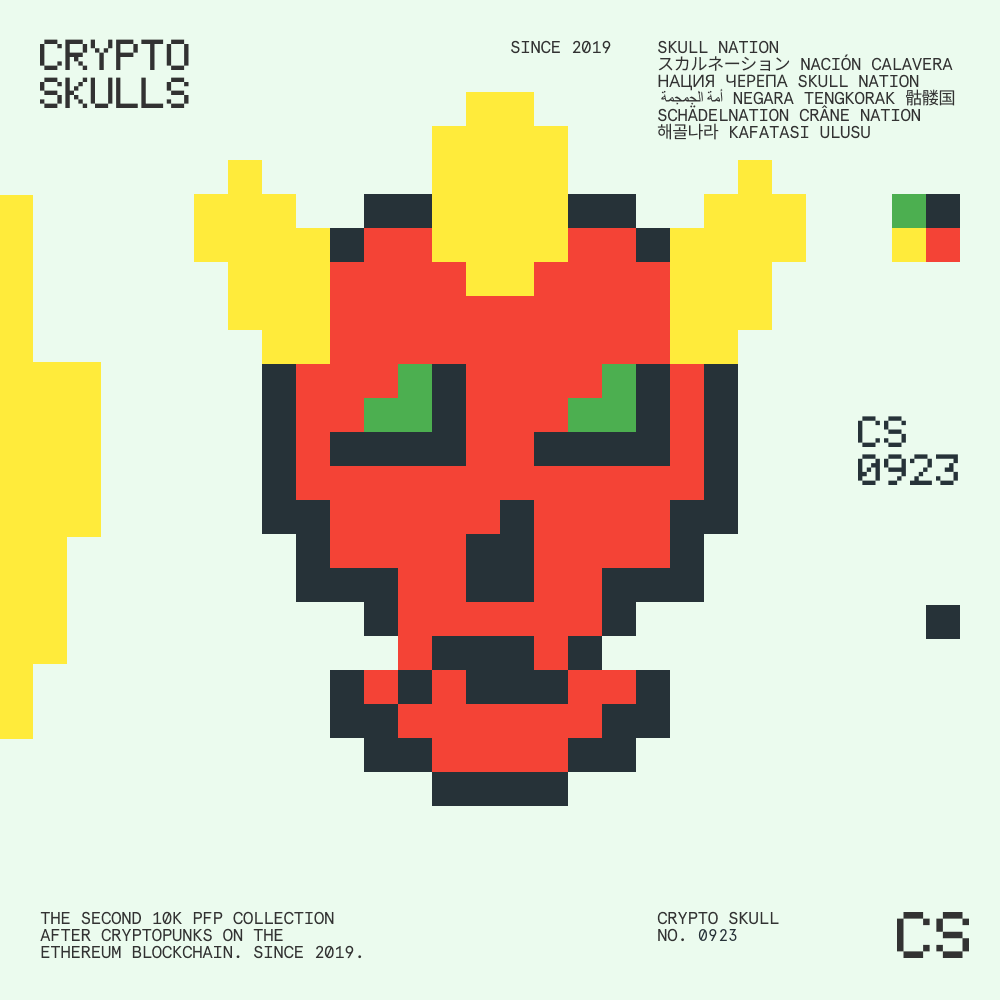 CRYPTO
SKULLS
SINCE 2019
SKULL NATION
スカルネーション NACIÓN CALAVERA
НАЦИЯ ЧЕРЕПА SKULL NATION
أمة الجمجمة NEGARA TENGKORAK 骷髅国
SCHÄDELNATION CRÂNE NATION
해골나라 KAFATASI ULUSU
CS
0923
THE SECOND 10K PFP COLLECTION
AFTER CRYPTOPUNKS ON THE
ETHEREUM BLOCKCHAIN. SINCE 2019.
CRYPTO SKULL
NO. 0923
CS